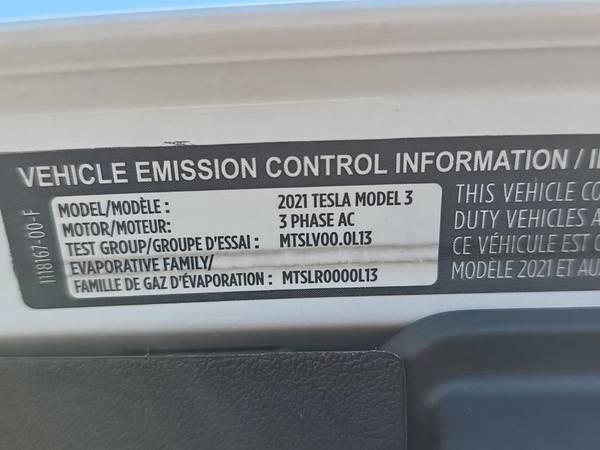 VEHICLE EMISSION CONTROL INFORMATION /
MODEL/MODÈLE : 2021 TESLA MODEL 3
MOTOR/MOTEUR: 3 PHASE AC
TEST GROUP/GROUPE D'ESSAI : MTSLV00.0L13
EVAPORATIVE FAMILY/
FAMILLE DE GAZ D'ÉVAPORATION : MTSLR0000L13
THIS VEHICLE
DUTY VEHICLES
CE VÉHICULE EST
MODÈLE 2021 ET
1118167-00-F